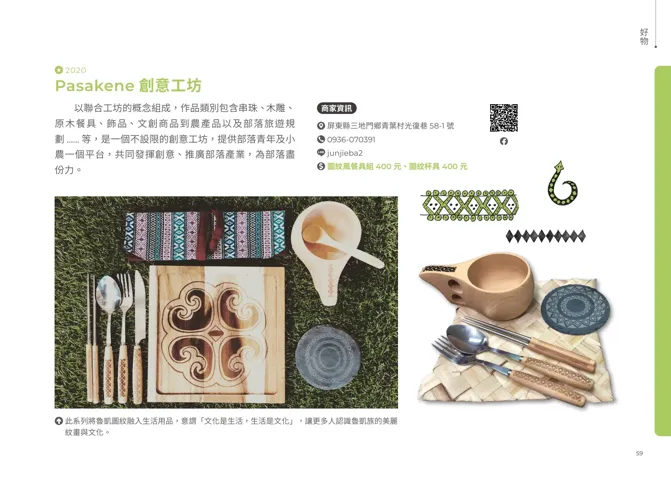 好物
2020
Pasakene 創意工坊
以聯合工坊的概念組成，作品類別包含串珠、木雕、
原木餐具、飾品、文創商品到農產品以及部落旅遊規
劃 ...... 等，是一個不設限的創意工坊，提供部落青年及小
農一個平台，共同發揮創意、推廣部落產業，為部落盡
份力。
商家資訊
屏東縣三地門鄉青葉村光復巷 58-1 號
0936-070391
junjieba2
圖紋風餐具組 400 元、圖紋杯具 400 元
此系列將魯凱圖紋融入生活用品，意謂「文化是生活，生活是文化」，讓更多人認識魯凱族的美麗
紋畫與文化。
59